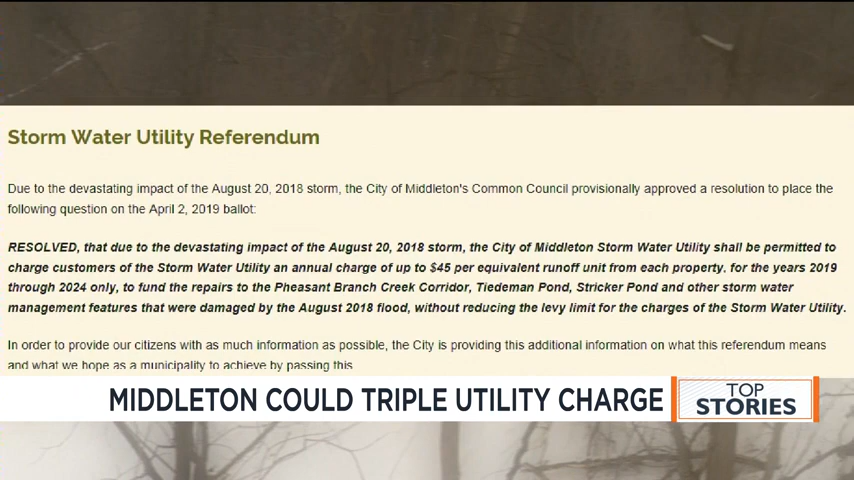 Storm Water Utility Referendum
Due to the devastating impact of the August 20, 2018 storm, the City of Middleton's Common Council provisionally approved a resolution to place the
following question on the April 2, 2019 ballot:
RESOLVED, that due to the devastating impact of the August 20, 2018 storm, the City of Middleton Storm Water Utility shall be permitted to
charge customers of the Storm Water Utility an annual charge of up to $45 per equivalent runoff unit from each property, for the years 2019
through 2024 only, to fund the repairs to the Pheasant Branch Creek Corridor, Tiedeman Pond, Stricker Pond and other storm water
management features that were damaged by the August 2018 flood, without reducing the levy limit for the charges of the Storm Water Utility.
In order to provide our citizens with as much information as possible, the City is providing this additional information on what this referendum means
and what we hope as a municipality to achieve by passing this
MIDDLETON COULD TRIPLE UTILITY CHARGE
TOP
STORIES